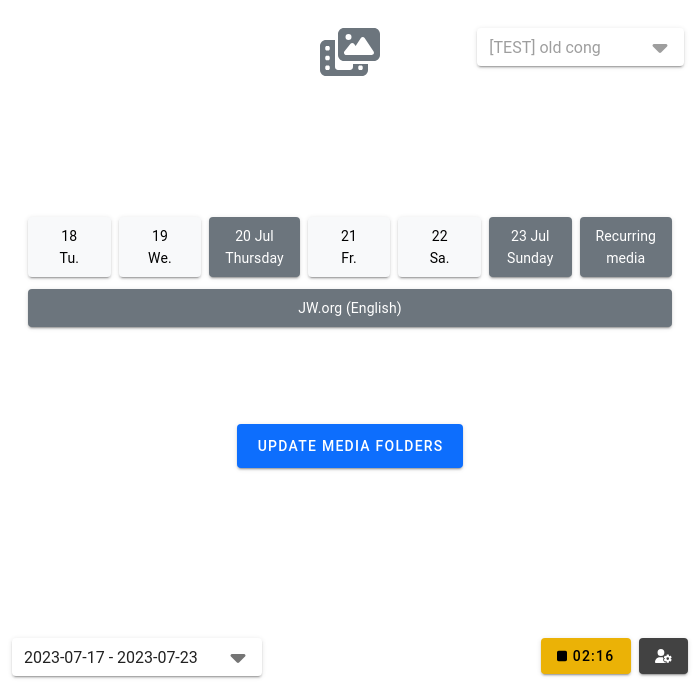 [TEST] old cong
18
Tu.
19
We.
20 Jul
Thursday
21
Fr.
22
Sa.
23 Jul
Sunday
Recurring
media
JW.org (English)
UPDATE MEDIA FOLDERS
2023-07-17 - 2023-07-23
02:16